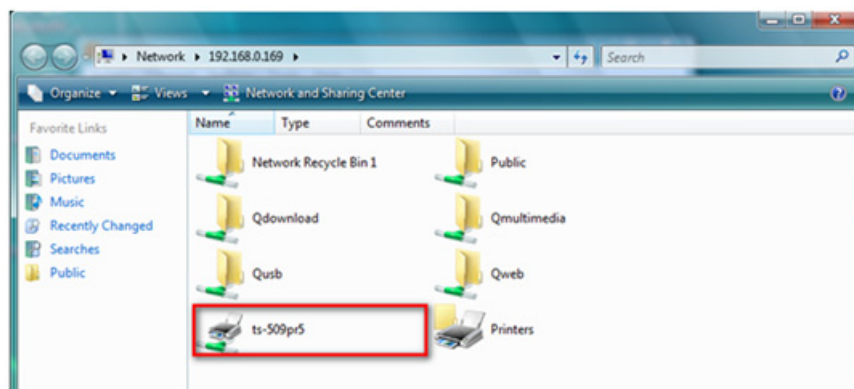 Network 192.168.0.169 Search
Organize Views Network and Sharing Center
Favorite Links
Documents
Pictures
Music
Recently Changed
Searches
Public
Name Type Comments
Network Recycle Bin 1 Public
Qdownload Qmultimedia
Qusb Qweb
ts-509pr5 Printers